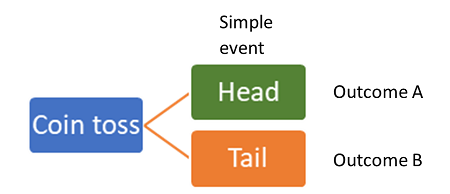 Simple
event
Head
Outcome A
Coin toss
Tail
Outcome B